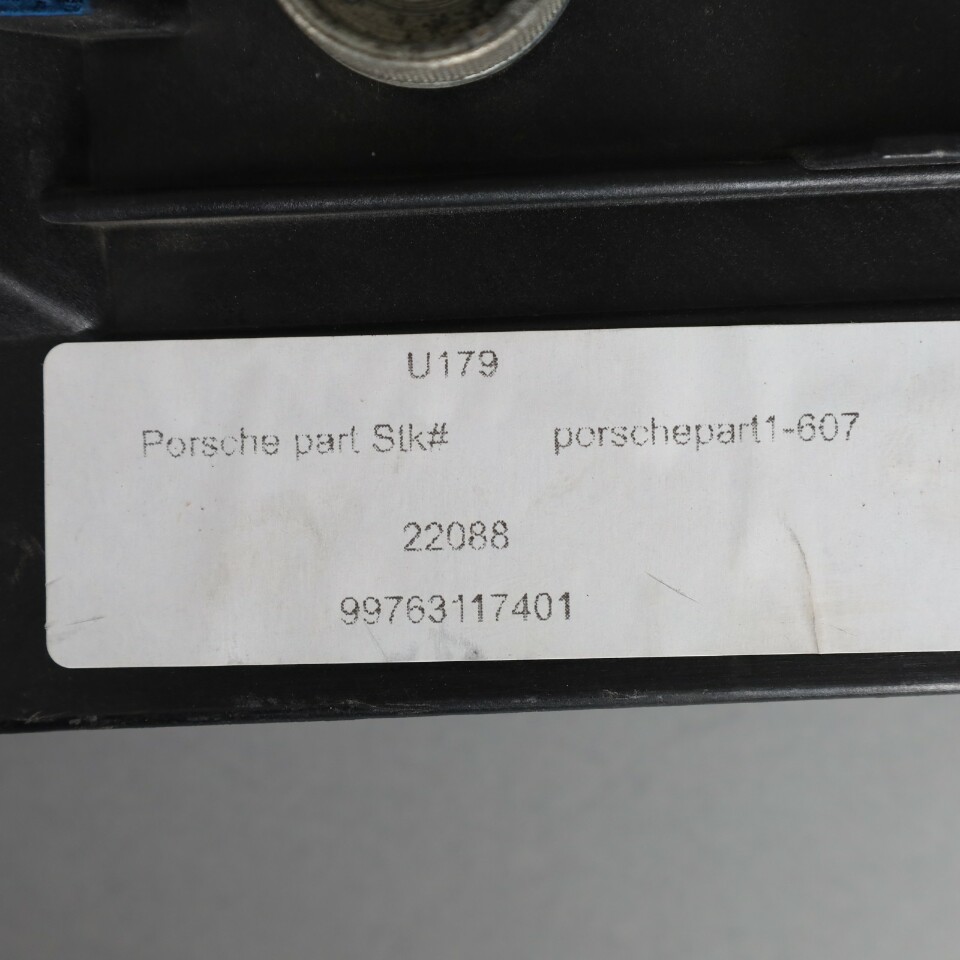 U179
Porsche part Stk# porschepart1-607
22088
99763117401